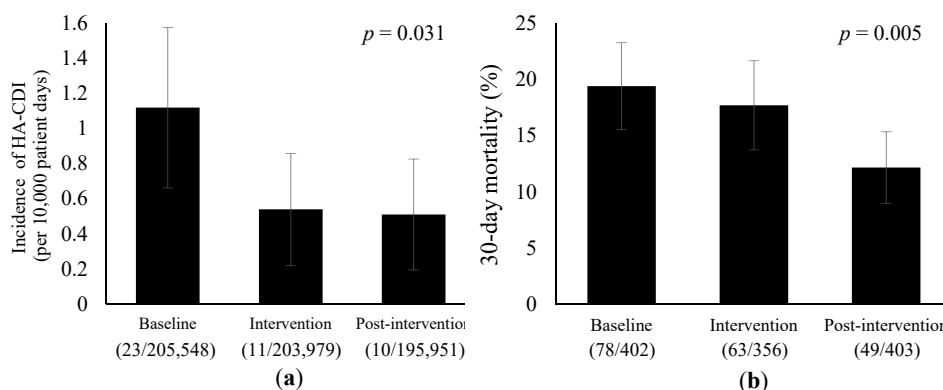 Incidence of HA-CDI
(per 10,000 patient days)
1.6
1.4
1.2
1
0.8
0.6
0.4
0.2
0
p = 0.031
Baseline Intervention Post-intervention
(23/205,548) (11/203,979) (10/195,951)
(a)
30-day mortality (%)
25
20
15
10
5
0
p = 0.005
Baseline Intervention Post-intervention
(78/402) (63/356) (49/403)
(b)